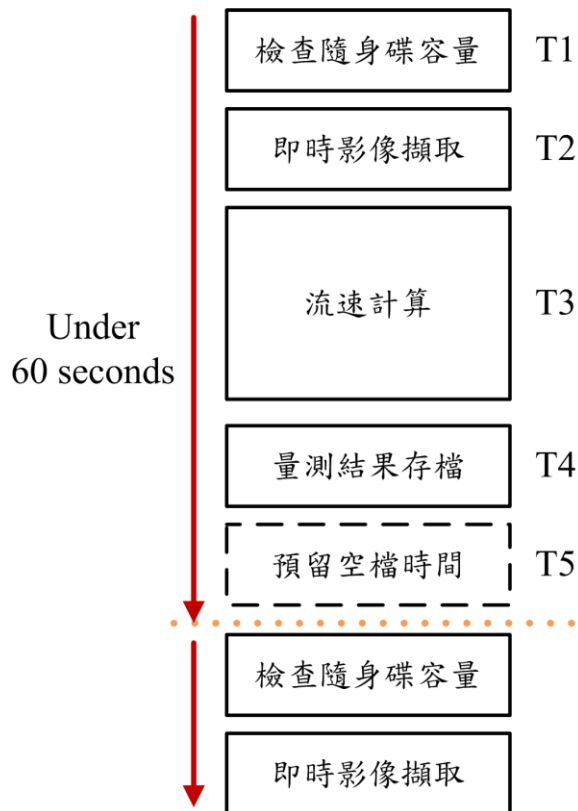 檢查隨身碟容量 T1
即時影像擷取 T2
流速計算 T3
Under
60 seconds
量測結果存檔 T4
預留空檔時間 T5
檢查隨身碟容量
即時影像擷取